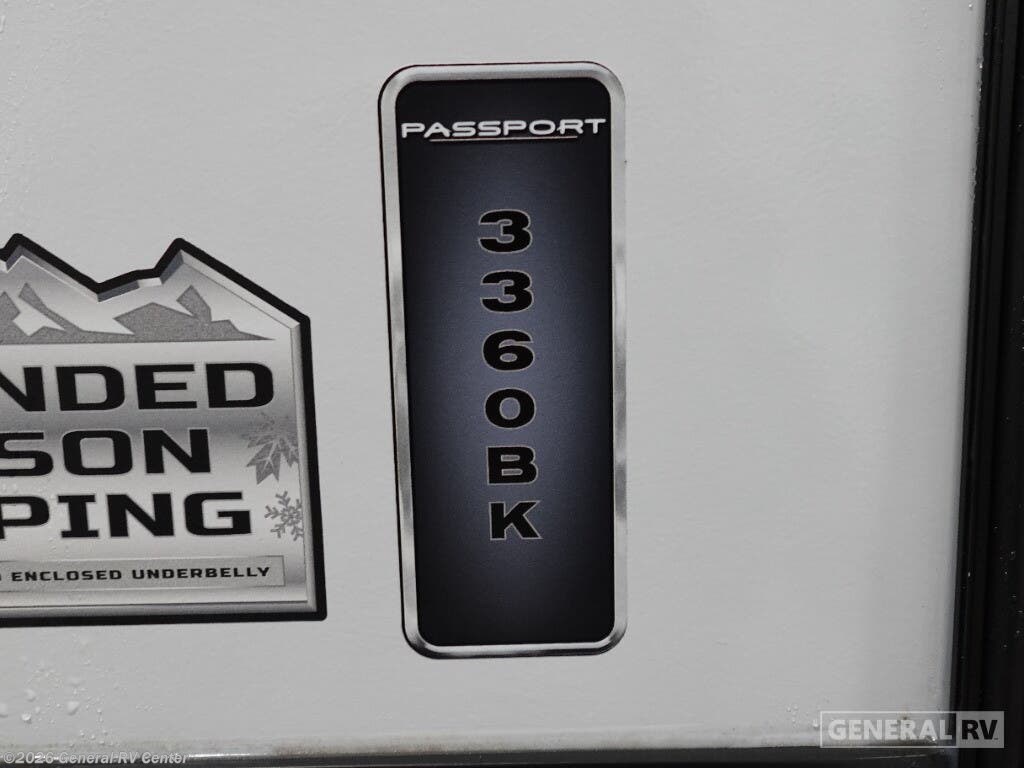 PASSPORT
3
3
6
0
B
K
NDED
SON
PING
ENCLOSED UNDERBELLY
GENERAL RV
©2026 General RV Center